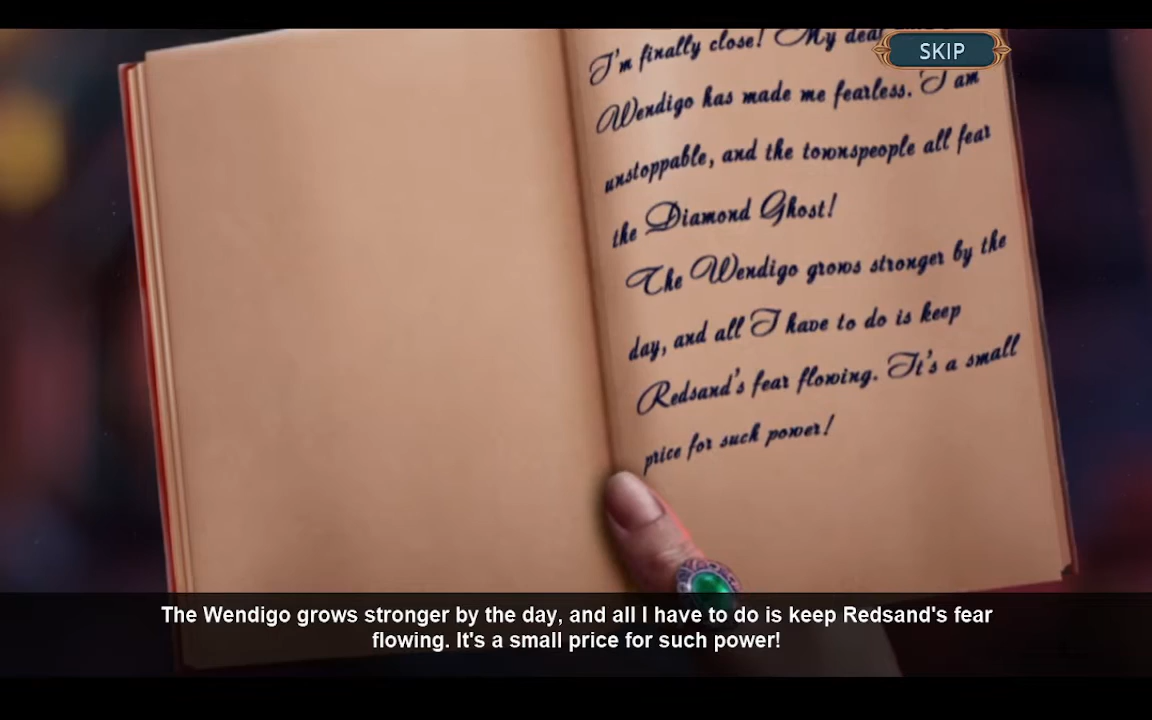 I'm finally close! My dear
SKIP
Wendigo has made me fearless. I am
unstoppable, and the townspeople all fear
the Diamond Ghost!
The Wendigo grows stronger by the
day, and all I have to do is keep
Redsand's fear flowing. It's a small
price for such power!
The Wendigo grows stronger by the day, and all I have to do is keep Redsand's fear
flowing. It's a small price for such power!